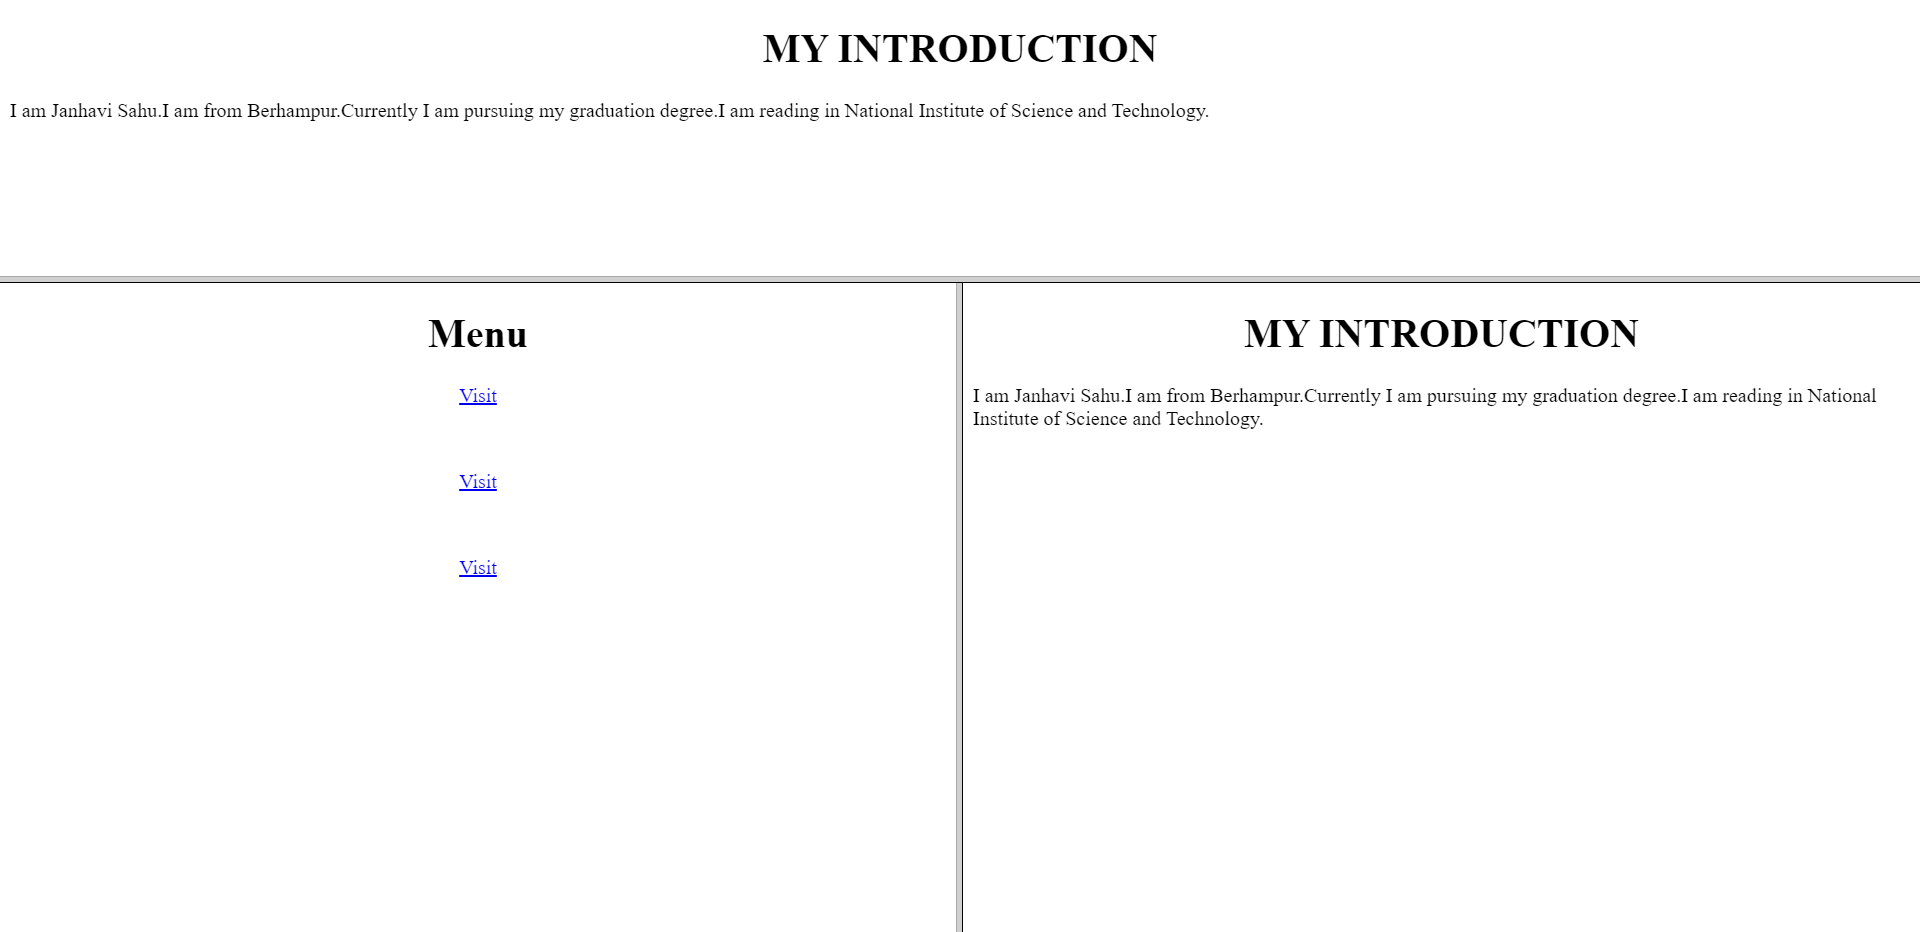 MY INTRODUCTION
I am Janhavi Sahu.I am from Berhampur.Currently I am pursuing my graduation degree.I am reading in National Institute of Science and Technology.
Menu
Visit
Visit
Visit
MY INTRODUCTION
I am Janhavi Sahu.I am from Berhampur.Currently I am pursuing my graduation degree.I am reading in National
Institute of Science and Technology.